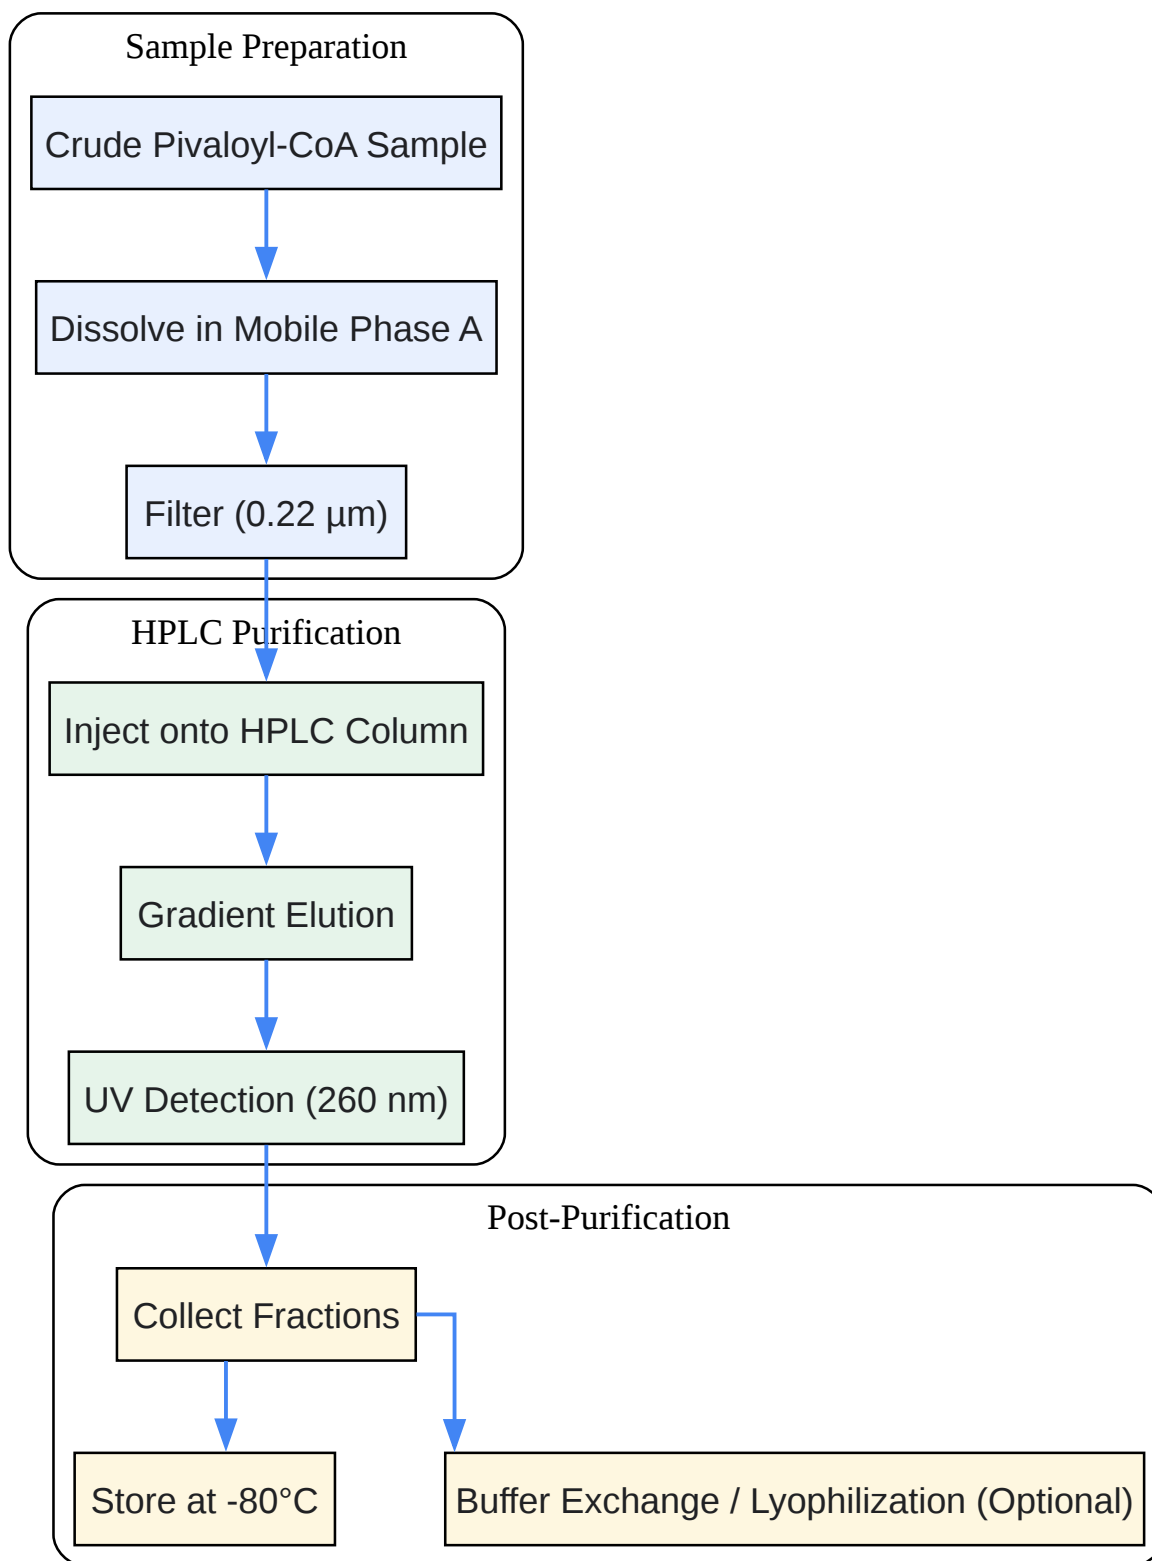 Sample Preparation
Crude Pivaloyl-CoA Sample
Dissolve in Mobile Phase A
Filter (0.22 µm)
HPLC Purification
Inject onto HPLC Column
Gradient Elution
UV Detection (260 nm)
Post-Purification
Collect Fractions
Store at -80°C
Buffer Exchange / Lyophilization (Optional)